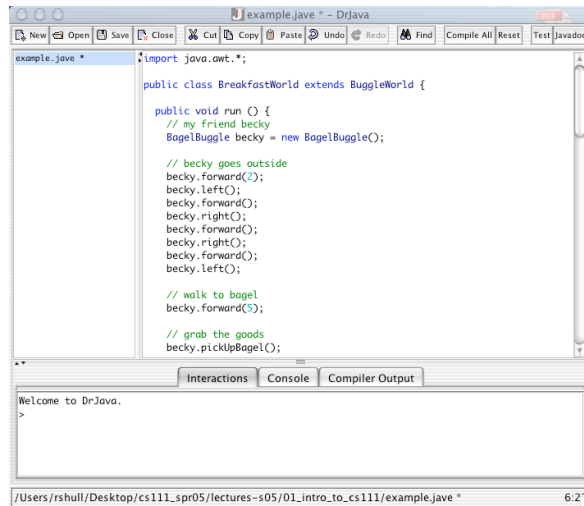 example.jave * - DrJava
New Open Save Close Cut Copy Paste Undo Redo Find Compile All Reset Test Javadoc
example.jave *
import java.awt.*;
public class BreakfastWorld extends BuggleWorld {
public void run () {
// my friend becky
BagelBuggle becky = new BagelBuggle();
// becky goes outside
becky.forward(2);
becky.left();
becky.forward();
becky.right();
becky.forward();
becky.right();
becky.forward();
becky.left();
// walk to bagel
becky.forward(5);
// grab the goods
becky.pickUpBagel();
Interactions Console Compiler Output
Welcome to DrJava.
>
/Users/rshull/Desktop/cs111_spr05/lectures-s05/01_intro_to_cs111/example.jave * 6:2